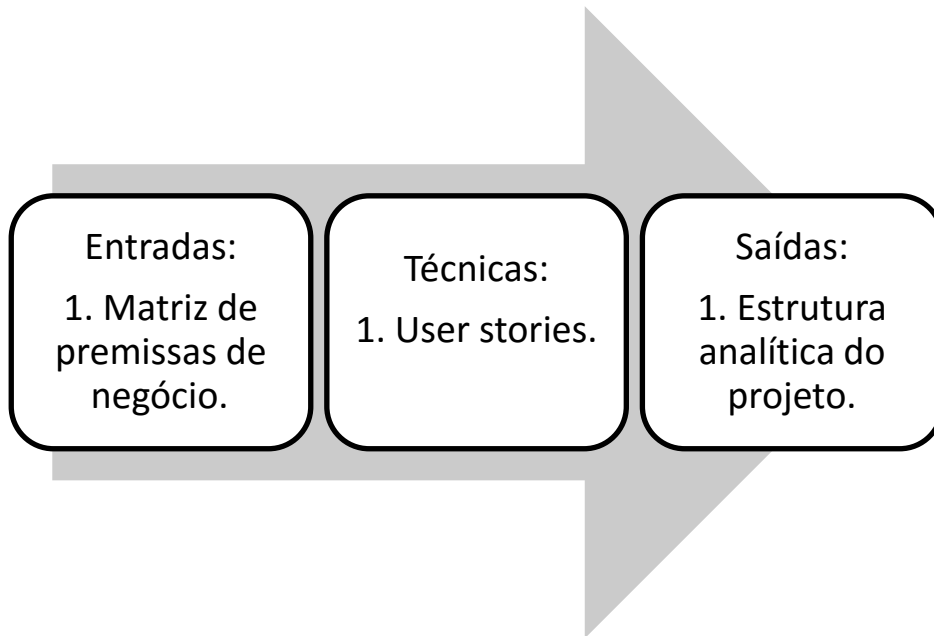 Entradas:
1. Matriz de
premissas de
negócio.
Técnicas:
1. User stories.
Saídas:
1. Estrutura
analítica do
projeto.